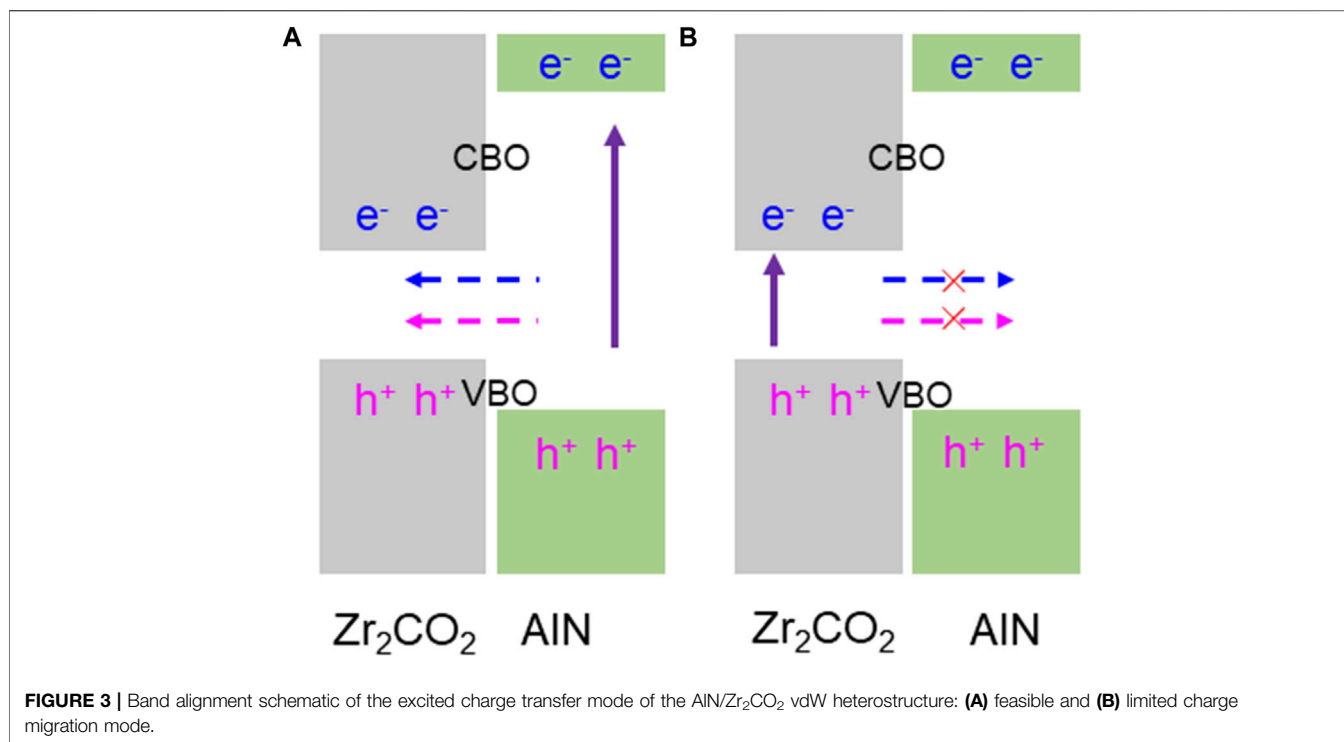 A
B
e⁻ e⁻
e⁻ e⁻
CBO
CBO
e⁻ e⁻
e⁻ e⁻
h⁺ h⁺ VBO
h⁺ h⁺ VBO
h⁺ h⁺
h⁺ h⁺
Zr₂CO₂ AlN
Zr₂CO₂ AlN
FIGURE 3 | Band alignment schematic of the excited charge transfer mode of the AlN/Zr₂CO₂ vdW heterostructure: (A) feasible and (B) limited charge
migration mode.